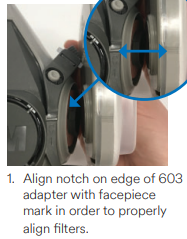 1. Align notch on edge of 603
adapter with facepiece
mark in order to properly
align filters.